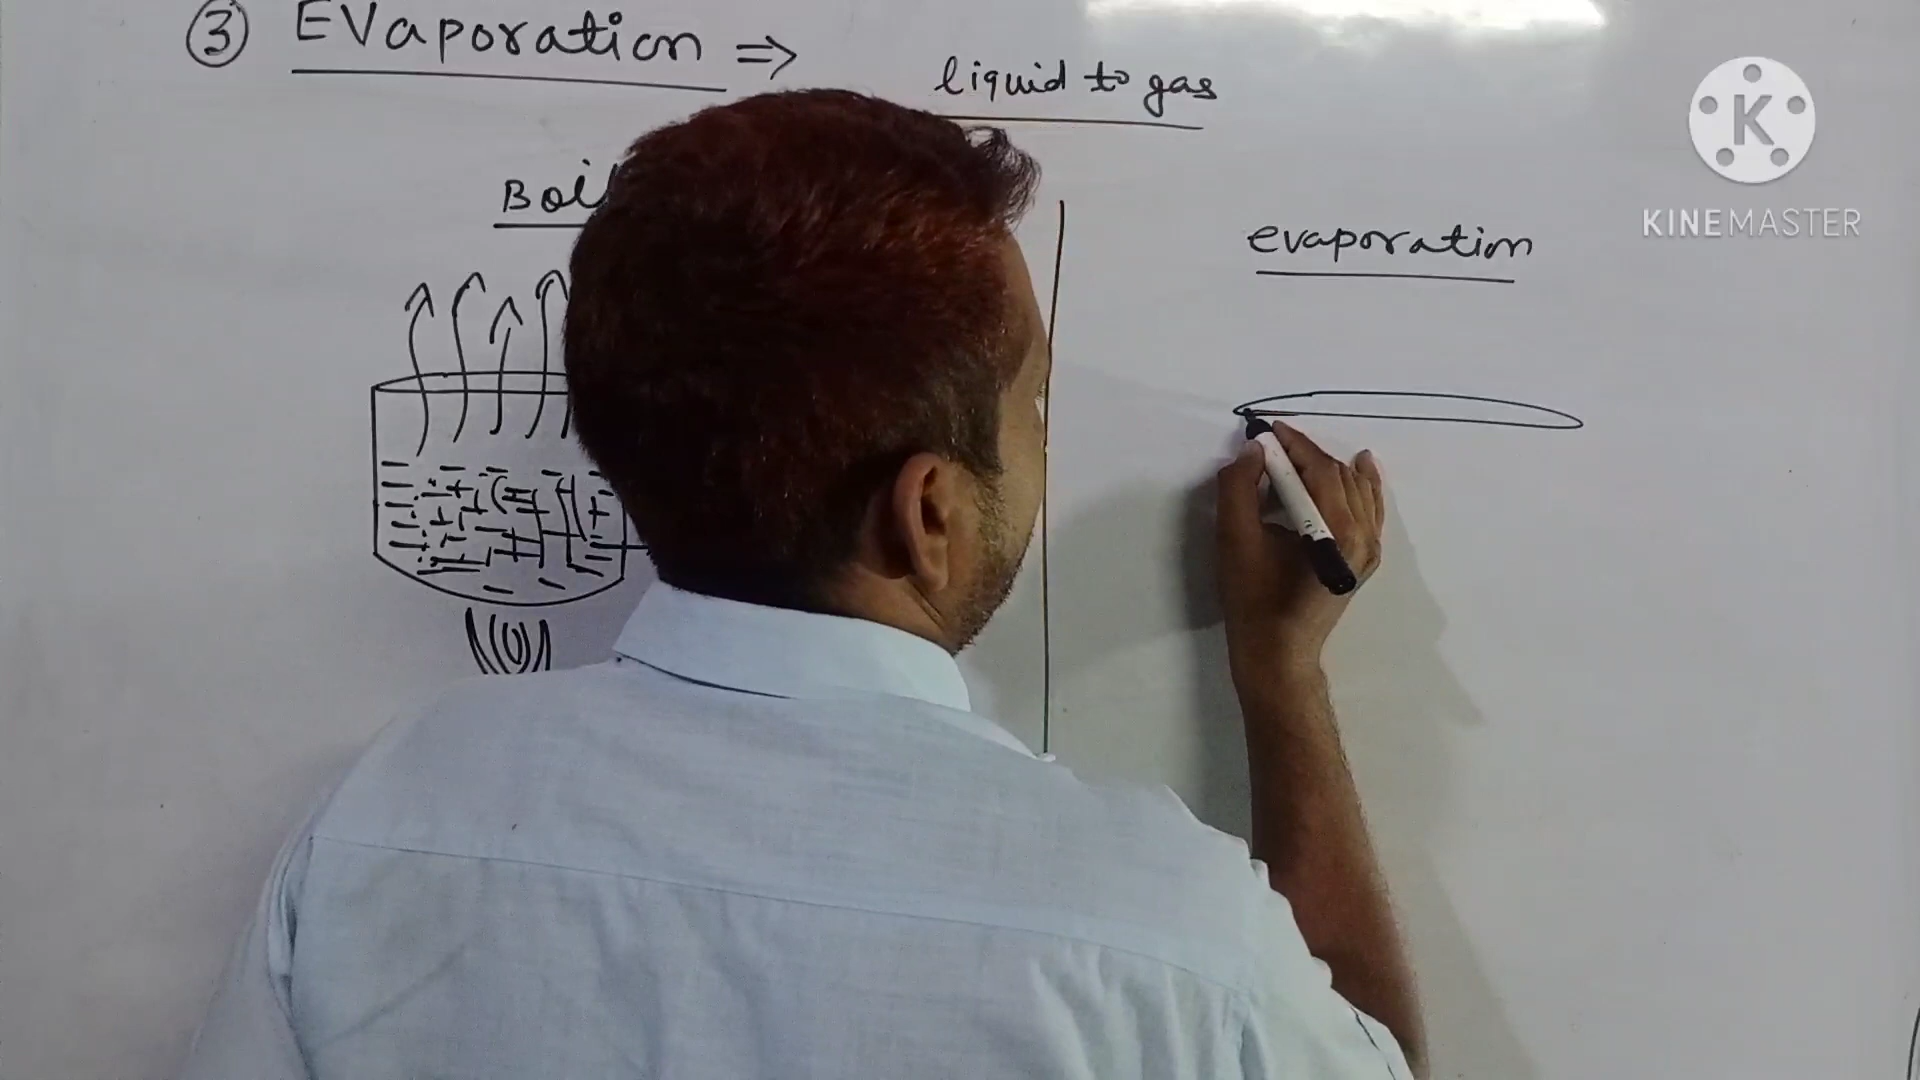 ③ Evaporation ⇒
liquid to gas
Boi
evaporation
K
KINEMASTER